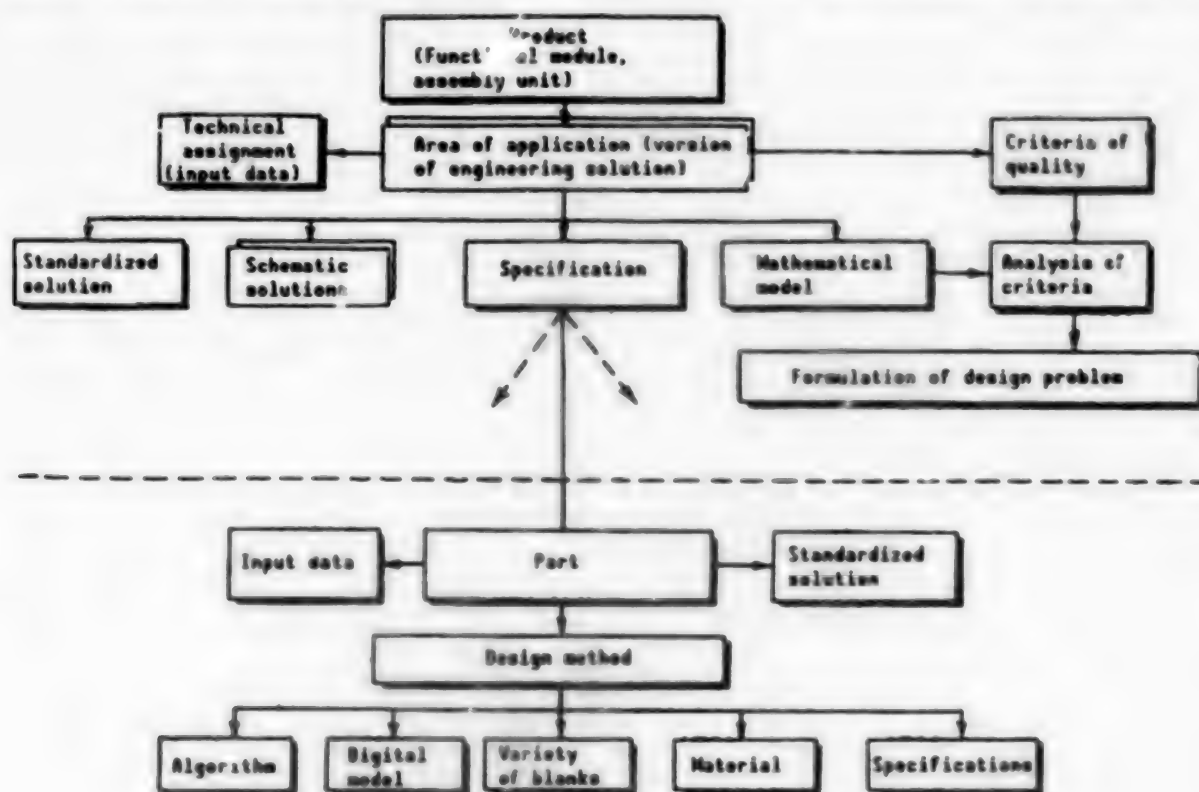 Product
(Functional module,
assembly unit)
Technical
assignment
(input data)
Area of application (version
of engineering solution)
Criteria of
quality
Standardized
solution
Schematic
solutions
Specification
Mathematical
model
Analysis of
criteria
Formulation of design problem
Input data
Part
Standardized
solution
Design method
Algorithm
Digital
model
Variety
of blanks
Material
Specifications